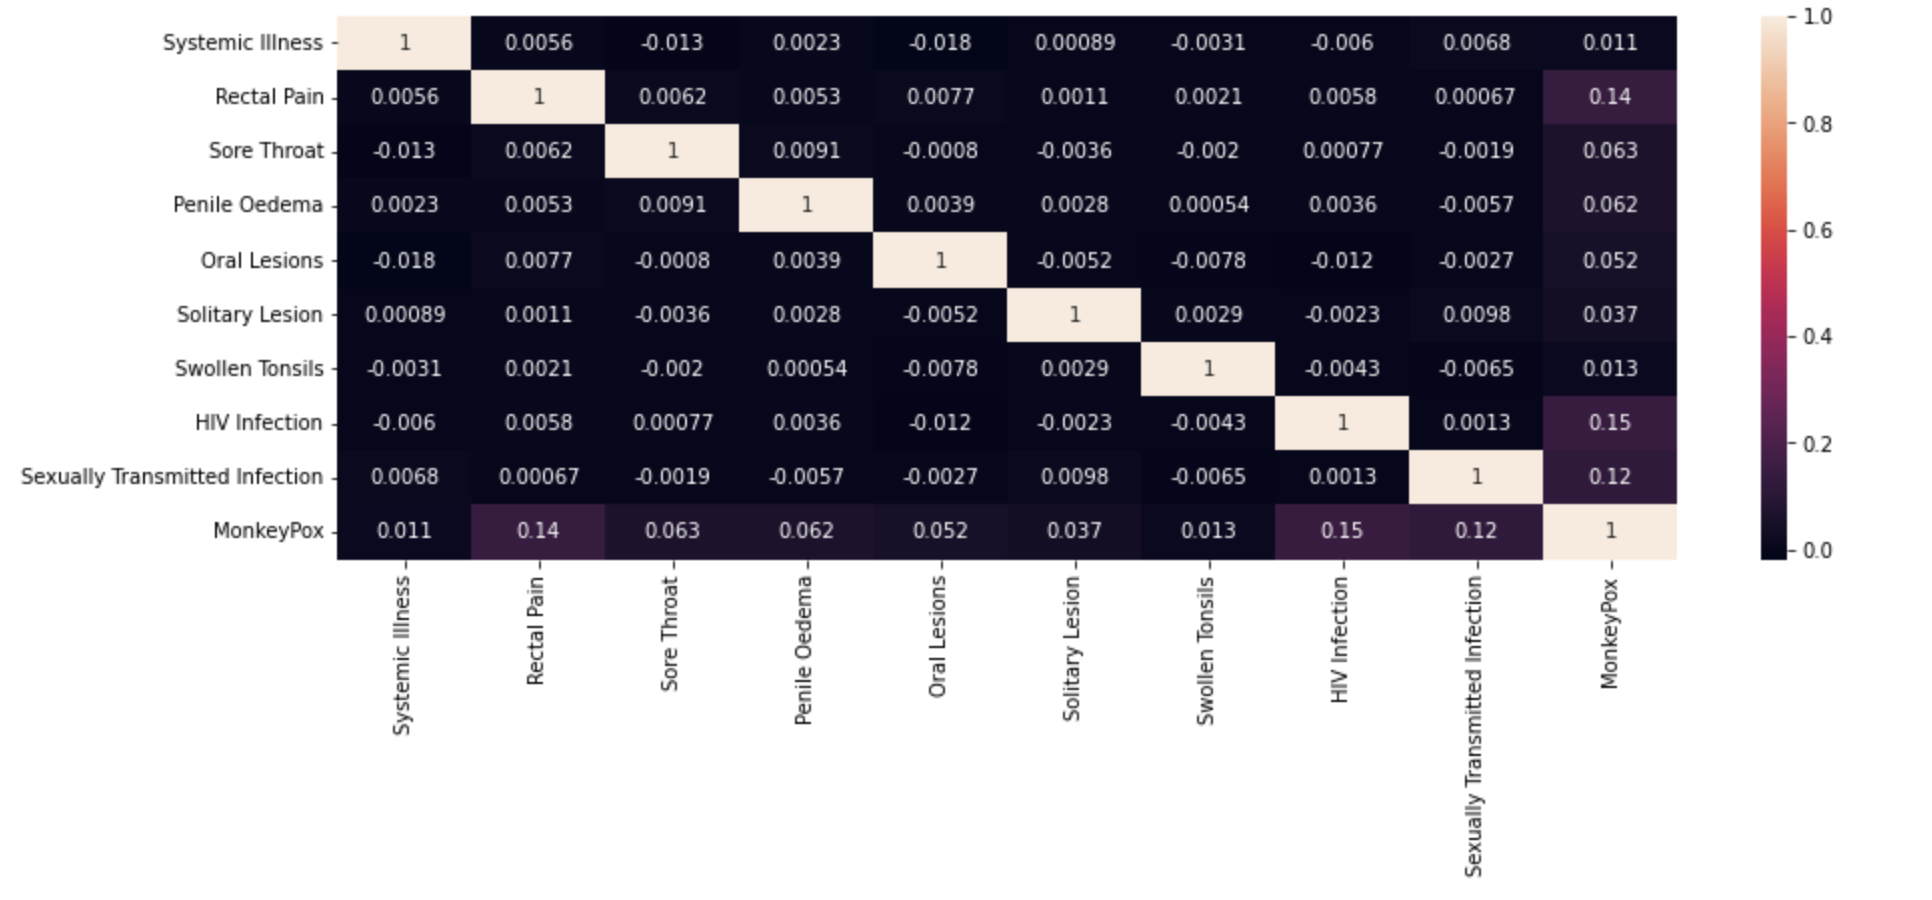 Systemic Illness 1 0.0056 -0.013 0.0023 -0.018 0.00089 -0.0031 -0.006 0.0068 0.011
Rectal Pain 0.0056 1 0.0062 0.0053 0.0077 0.0011 0.0021 0.0058 0.00067 0.14
Sore Throat -0.013 0.0062 1 0.0091 -0.0008 -0.0036 -0.002 0.00077 -0.0019 0.063
Penile Oedema 0.0023 0.0053 0.0091 1 0.0039 0.0028 0.00054 0.0036 -0.0057 0.062
Oral Lesions -0.018 0.0077 -0.0008 0.0039 1 -0.0052 -0.0078 -0.012 -0.0027 0.052
Solitary Lesion 0.00089 0.0011 -0.0036 0.0028 -0.0052 1 0.0029 -0.0023 0.0098 0.037
Swollen Tonsils -0.0031 0.0021 -0.002 0.00054 -0.0078 0.0029 1 -0.0043 -0.0065 0.013
HIV Infection -0.006 0.0058 0.00077 0.0036 -0.012 -0.0023 -0.0043 1 0.0013 0.15
Sexually Transmitted Infection 0.0068 0.00067 -0.0019 -0.0057 -0.0027 0.0098 -0.0065 0.0013 1 0.12
MonkeyPox 0.011 0.14 0.063 0.062 0.052 0.037 0.013 0.15 0.12 1
Systemic Illness
Rectal Pain
Sore Throat
Penile Oedema
Oral Lesions
Solitary Lesion
Swollen Tonsils
HIV Infection
Sexually Transmitted Infection
MonkeyPox
1.0
0.8
0.6
0.4
0.2
0.0